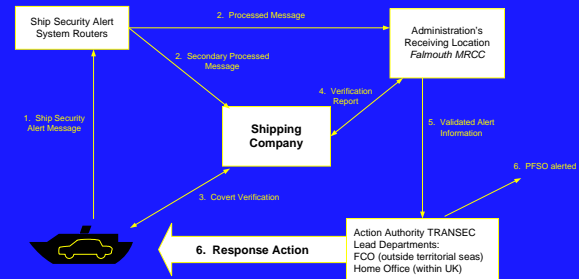 Ship Security Alert
System Routers
2. Processed Message
Administration's
Receiving Location
Falmouth MRCC
2. Secondary Processed
Message
4. Verification
Report
1. Ship Security
Alert Message
Shipping
Company
5. Validated Alert
Information
6. PFSO alerted
3. Covert Verification
6. Response Action
Action Authority TRANSEC
Lead Departments:
FCO (outside territorial seas)
Home Office (within UK)